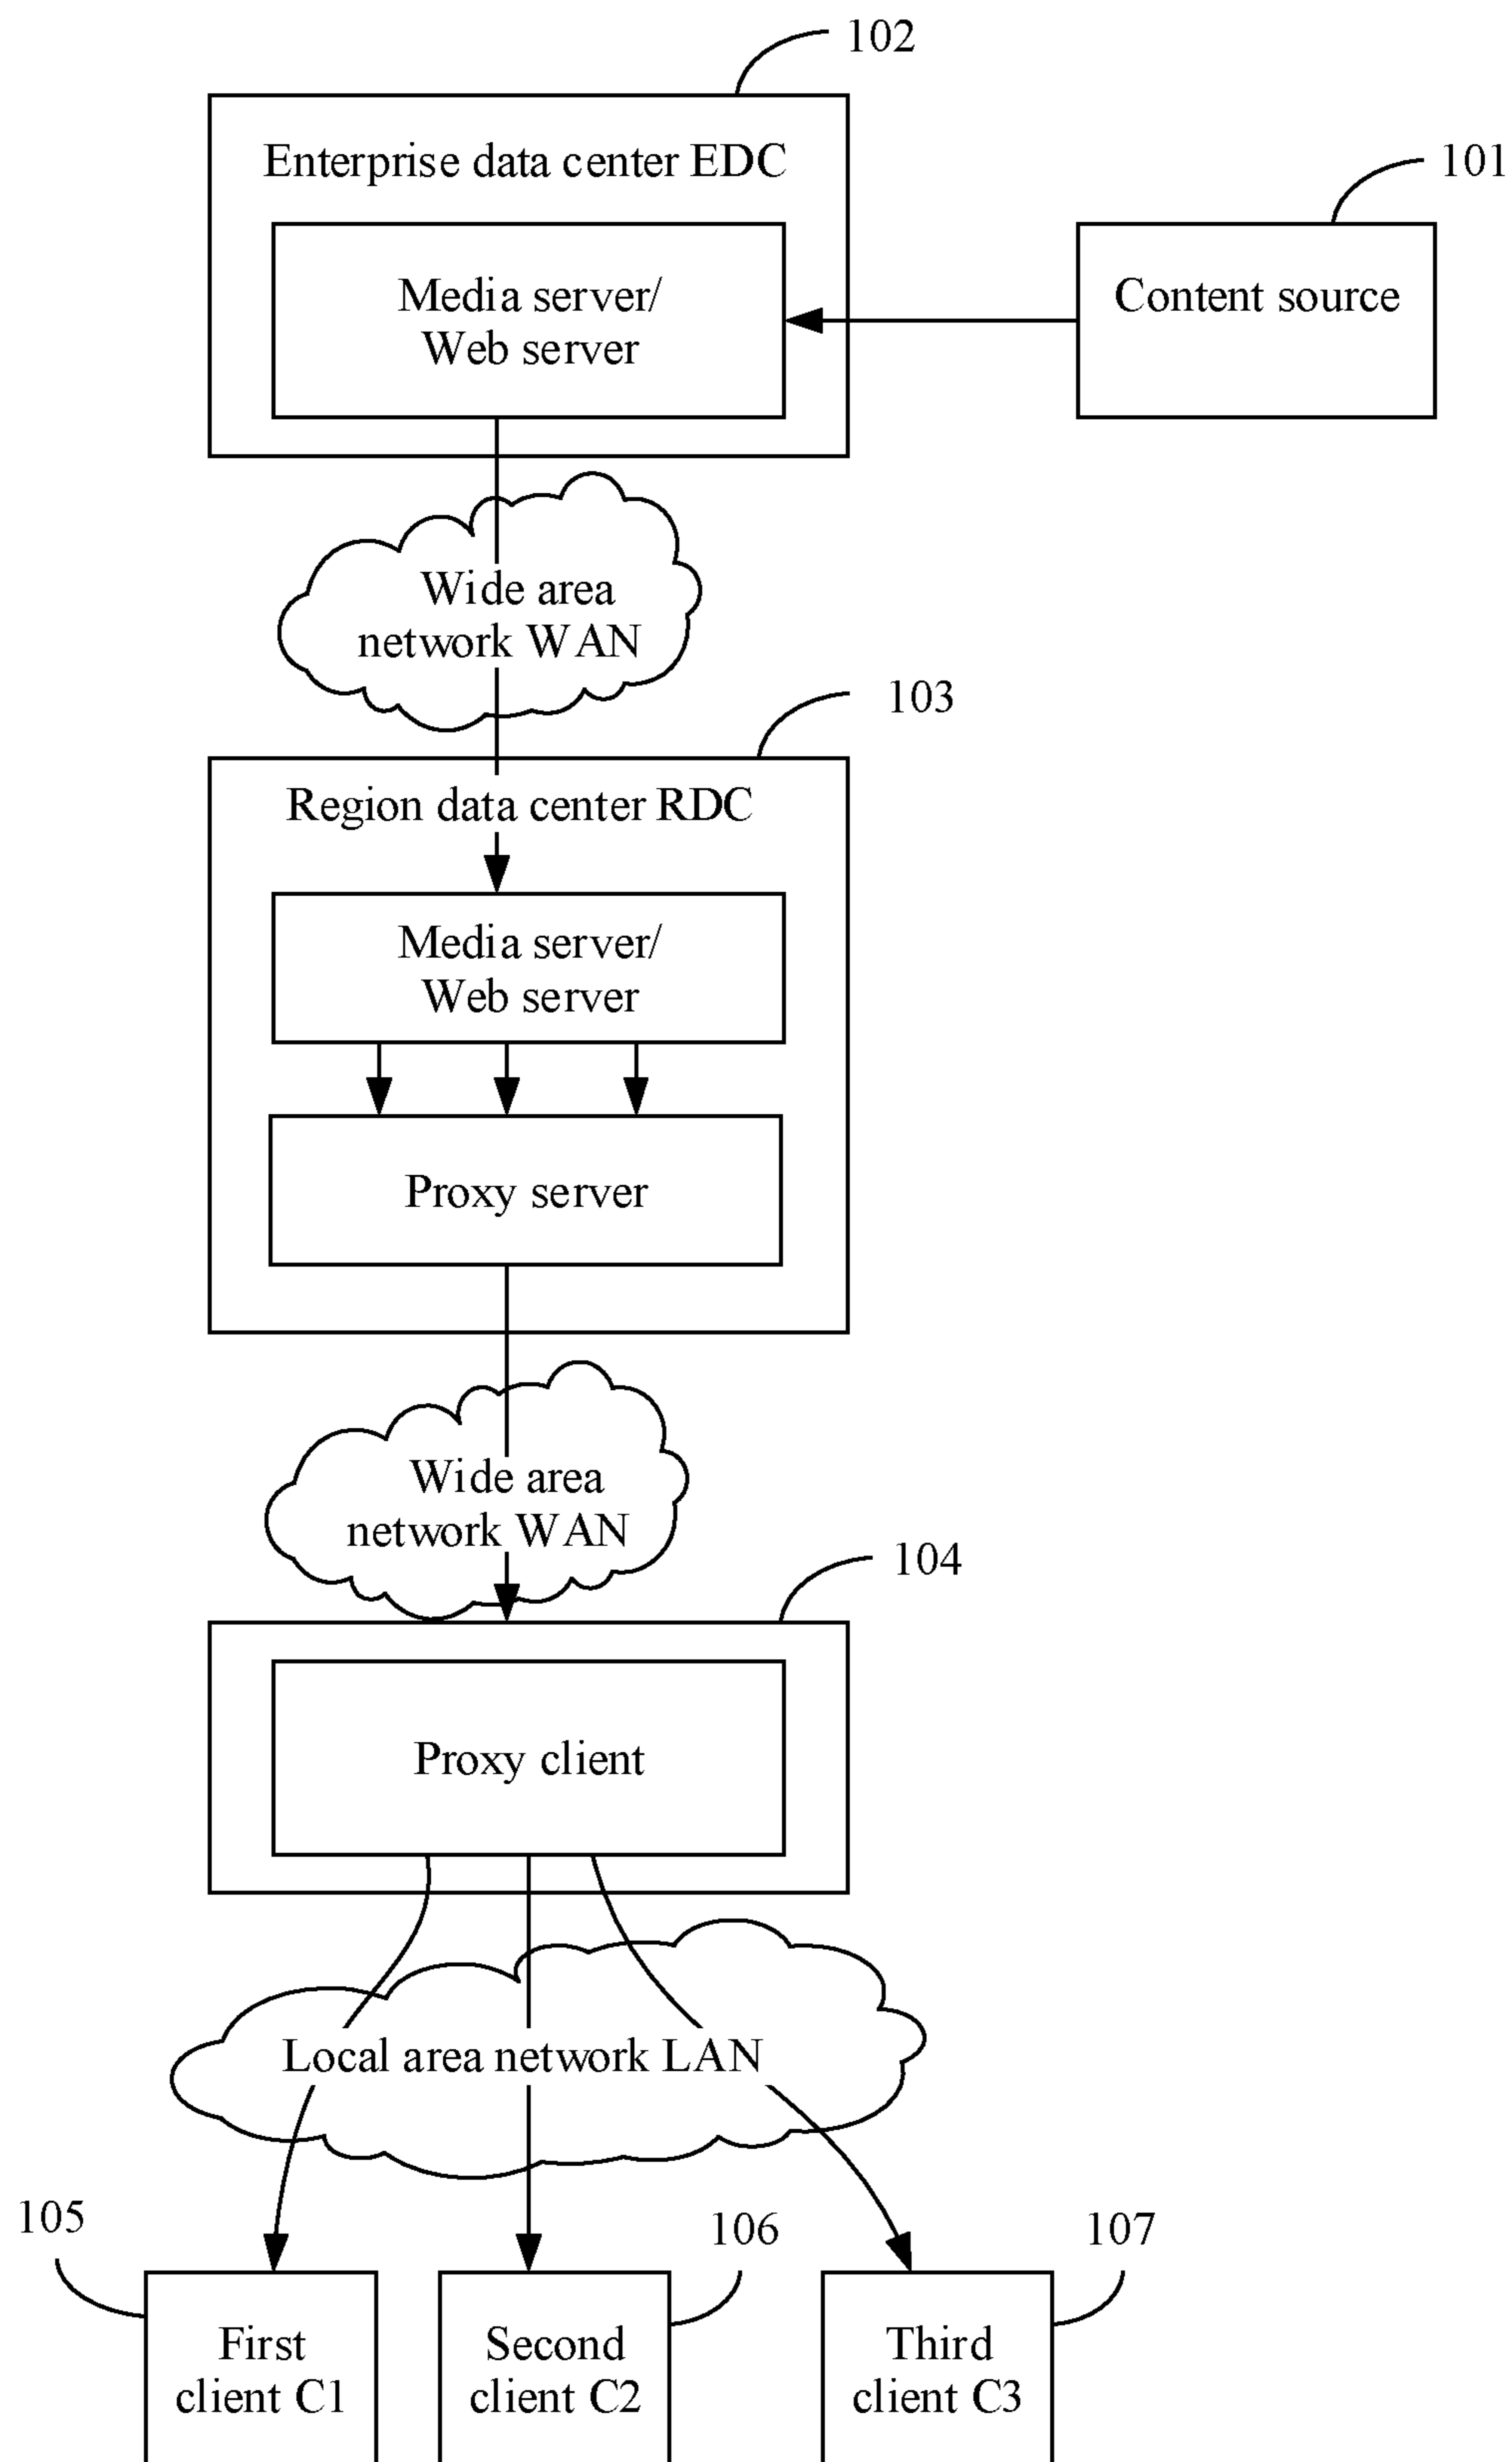 102
Enterprise data center EDC
101
Media server/
Web server
Content source
Wide area
network WAN
103
Region data center RDC
Media server/
Web server
Proxy server
Wide area
network WAN
104
Proxy client
Local area network LAN
105
106
107
First
client C1
Second
client C2
Third
client C3